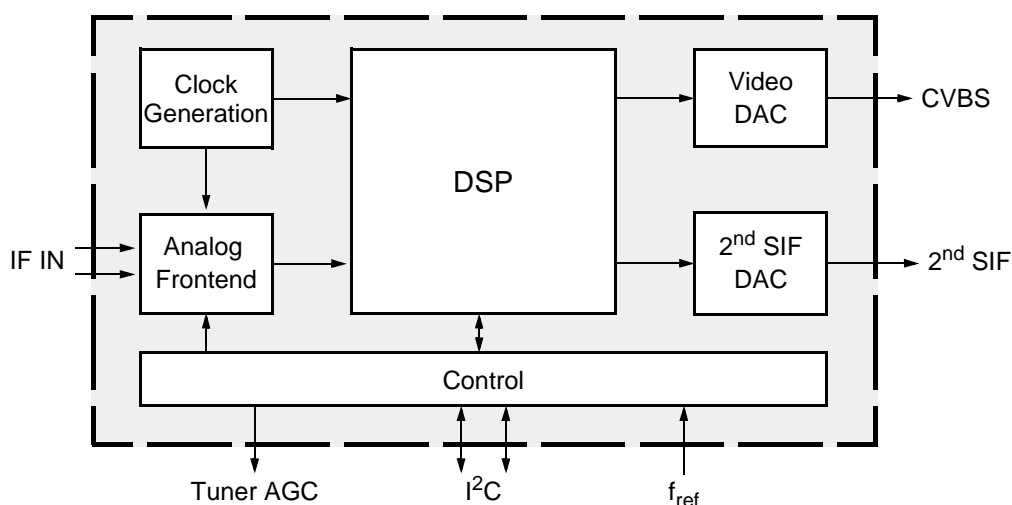 Clock
Generation
Video
DAC
CVBS
DSP
IF IN
Analog
Frontend
2nd SIF
DAC
2nd SIF
Control
Tuner AGC
I2C
fref